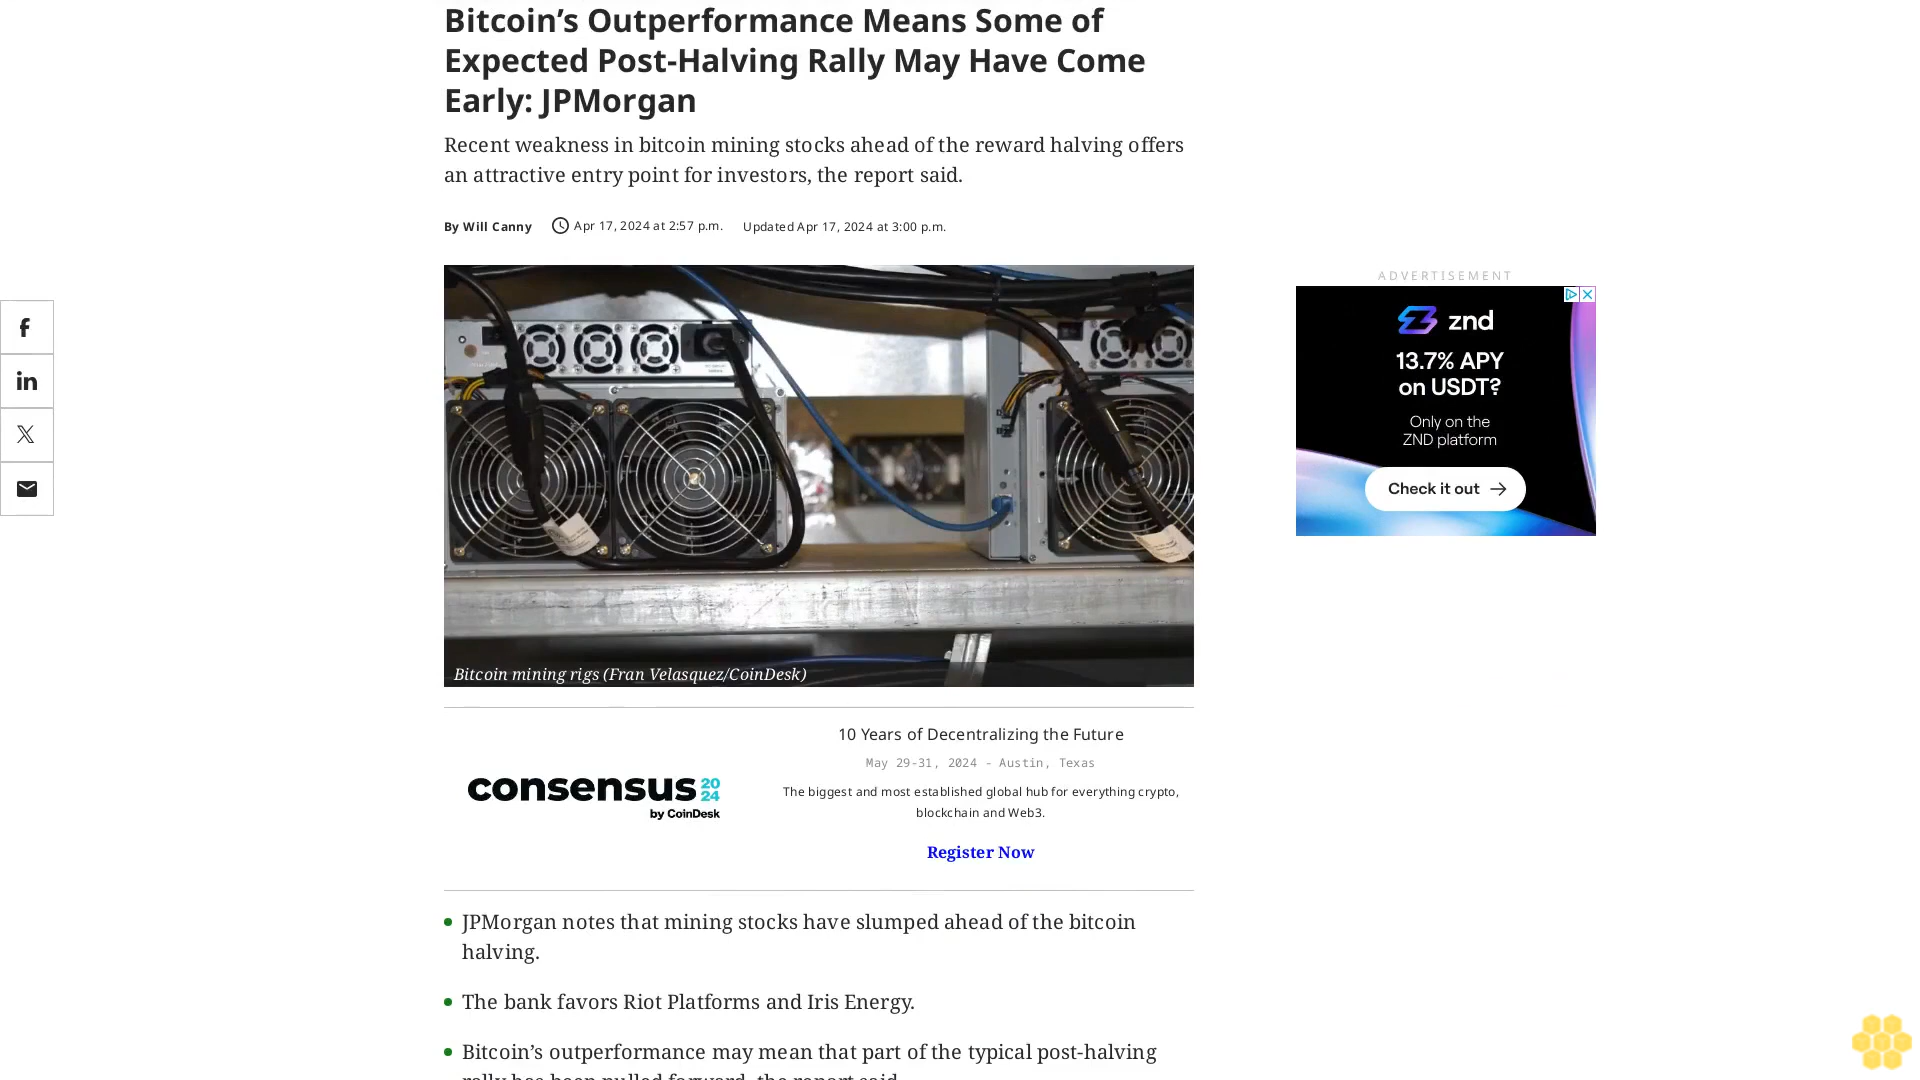 Bitcoin’s Outperformance Means Some of
Expected Post-Halving Rally May Have Come
Early: JPMorgan
Recent weakness in bitcoin mining stocks ahead of the reward halving offers
an attractive entry point for investors, the report said.
By Will Canny
Apr 17, 2024 at 2:57 p.m.
Updated Apr 17, 2024 at 3:00 p.m.
ADVERTISEMENT
znd
13.7% APY
on USDT?
Only on the
ZND platform
Check it out →
Bitcoin mining rigs (Fran Velasquez/CoinDesk)
consensus 2024
by CoinDesk
10 Years of Decentralizing the Future
May 29-31, 2024 - Austin, Texas
The biggest and most established global hub for everything crypto,
blockchain and Web3.
Register Now
JPMorgan notes that mining stocks have slumped ahead of the bitcoin
halving.
The bank favors Riot Platforms and Iris Energy.
Bitcoin’s outperformance may mean that part of the typical post-halving
rally has been pulled forward, the report said.